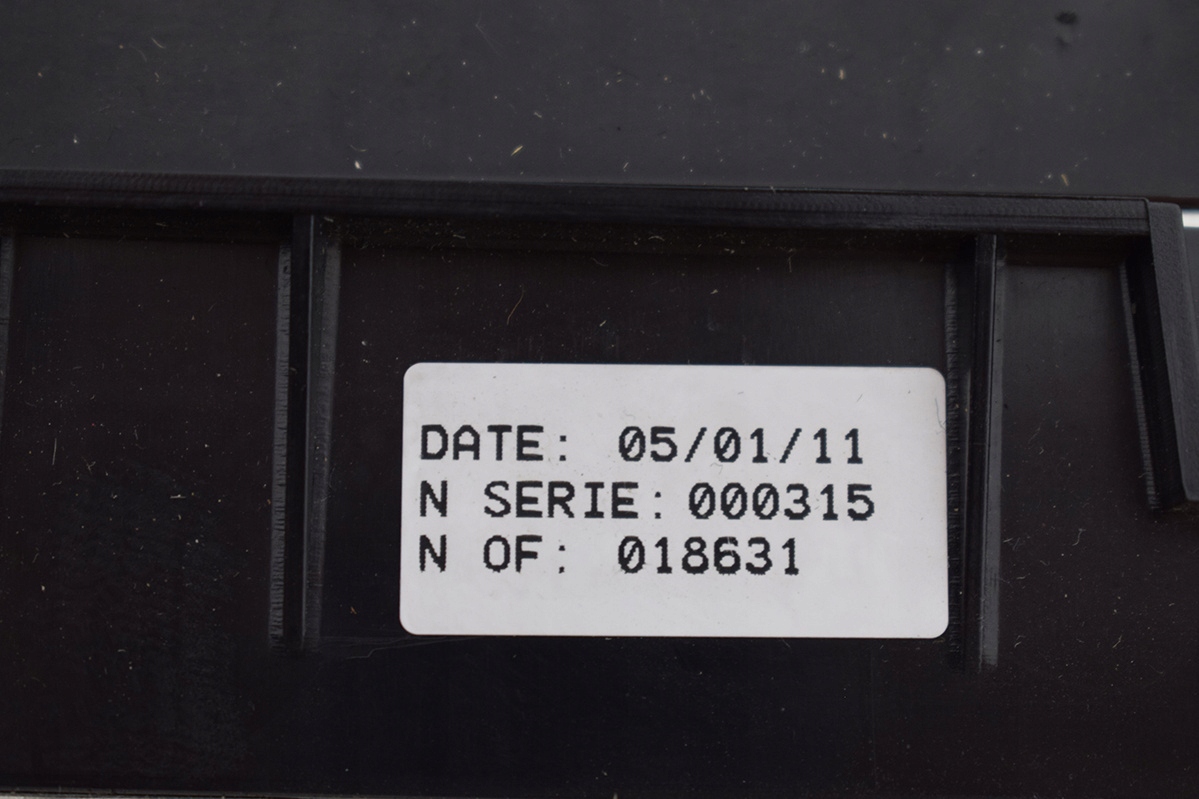 DATE: 05/01/11
N SERIE: 000315
N OF: 018631